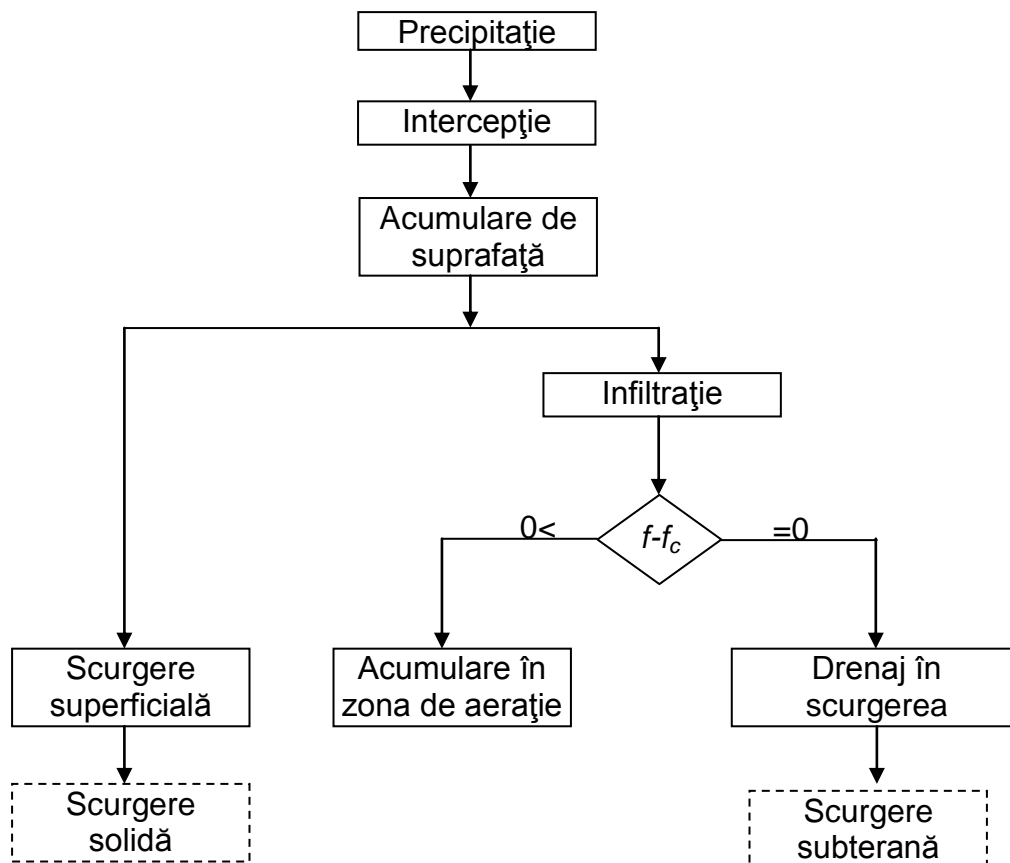 Precipitaţie
Intercepţie
Acumulare de
suprafaţă
Infiltraţie
0<
f-fc
=0
Scurgere
superficială
Acumulare în
zona de aeraţie
Drenaj în
scurgerea
Scurgere
solidă
Scurgere
subterană